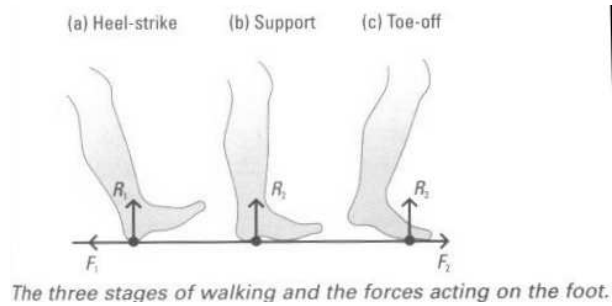 (a) Heel-strike (b) Support (c) Toe-off
R₁ R₂ R₃
F₁ F₂
The three stages of walking and the forces acting on the foot.